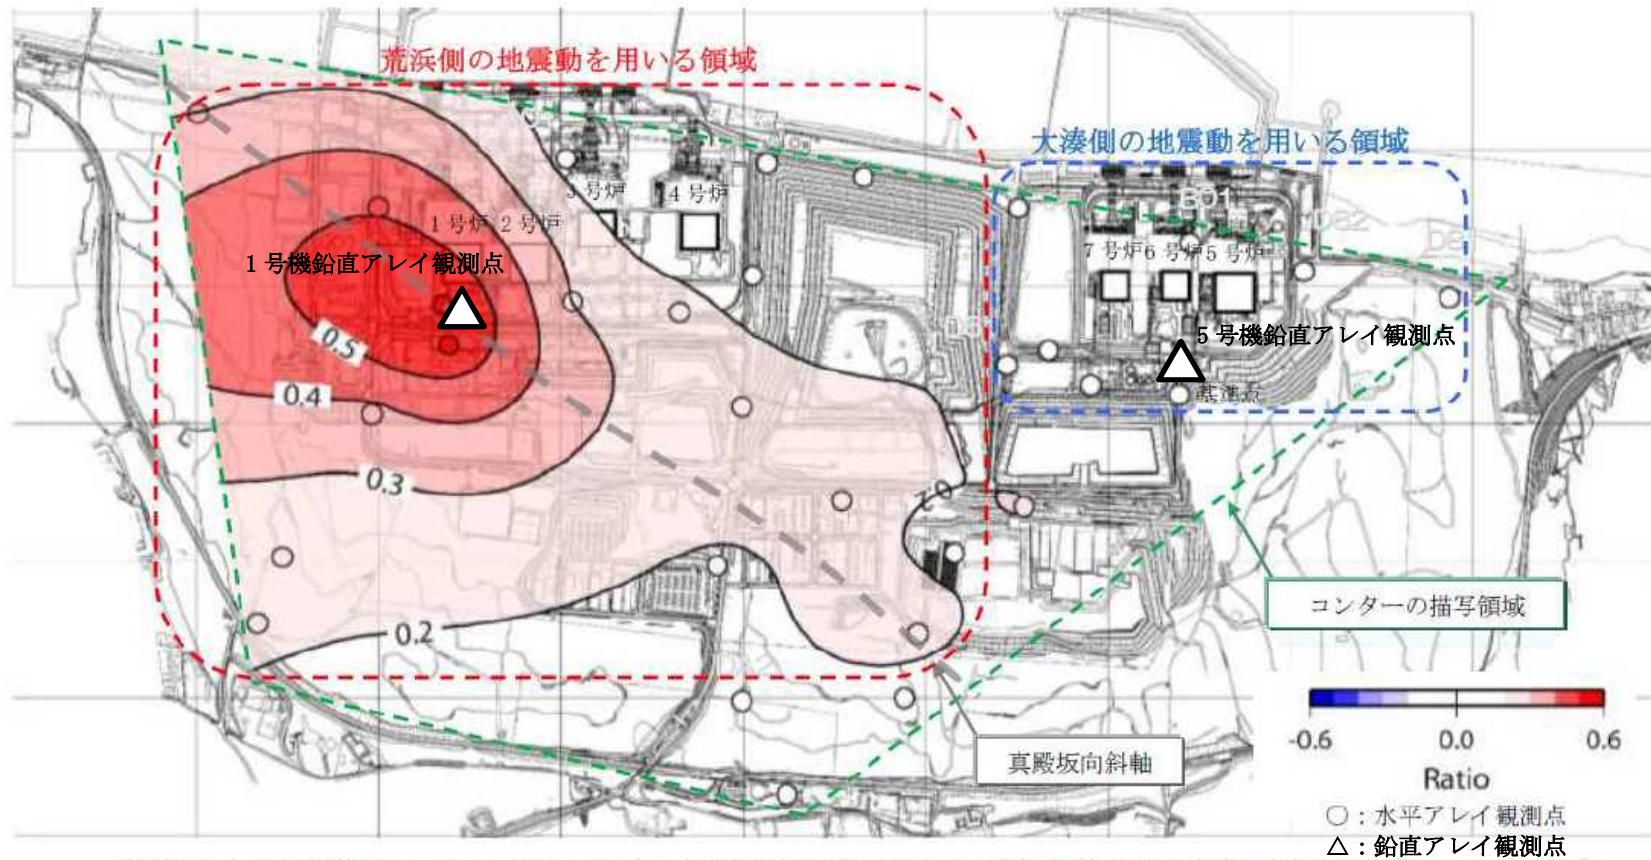 荒浜側の地震動を用いる領域
大湊側の地震動を用いる領域
3号炉
4号炉
1号炉 2号炉
1号機鉛直アレイ観測点
7号炉 6号炉 5号炉
5号機鉛直アレイ観測点
基準点
0.5
0.4
0.3
0.2
0.2
コンターの描写領域
真殿坂向斜軸
-0.6 0.0 0.6
Ratio
○:水平アレイ観測点
△:鉛直アレイ観測点